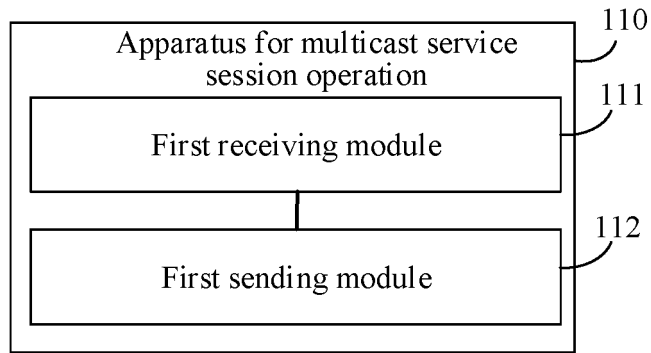 110
Apparatus for multicast service
session operation
111
First receiving module
112
First sending module